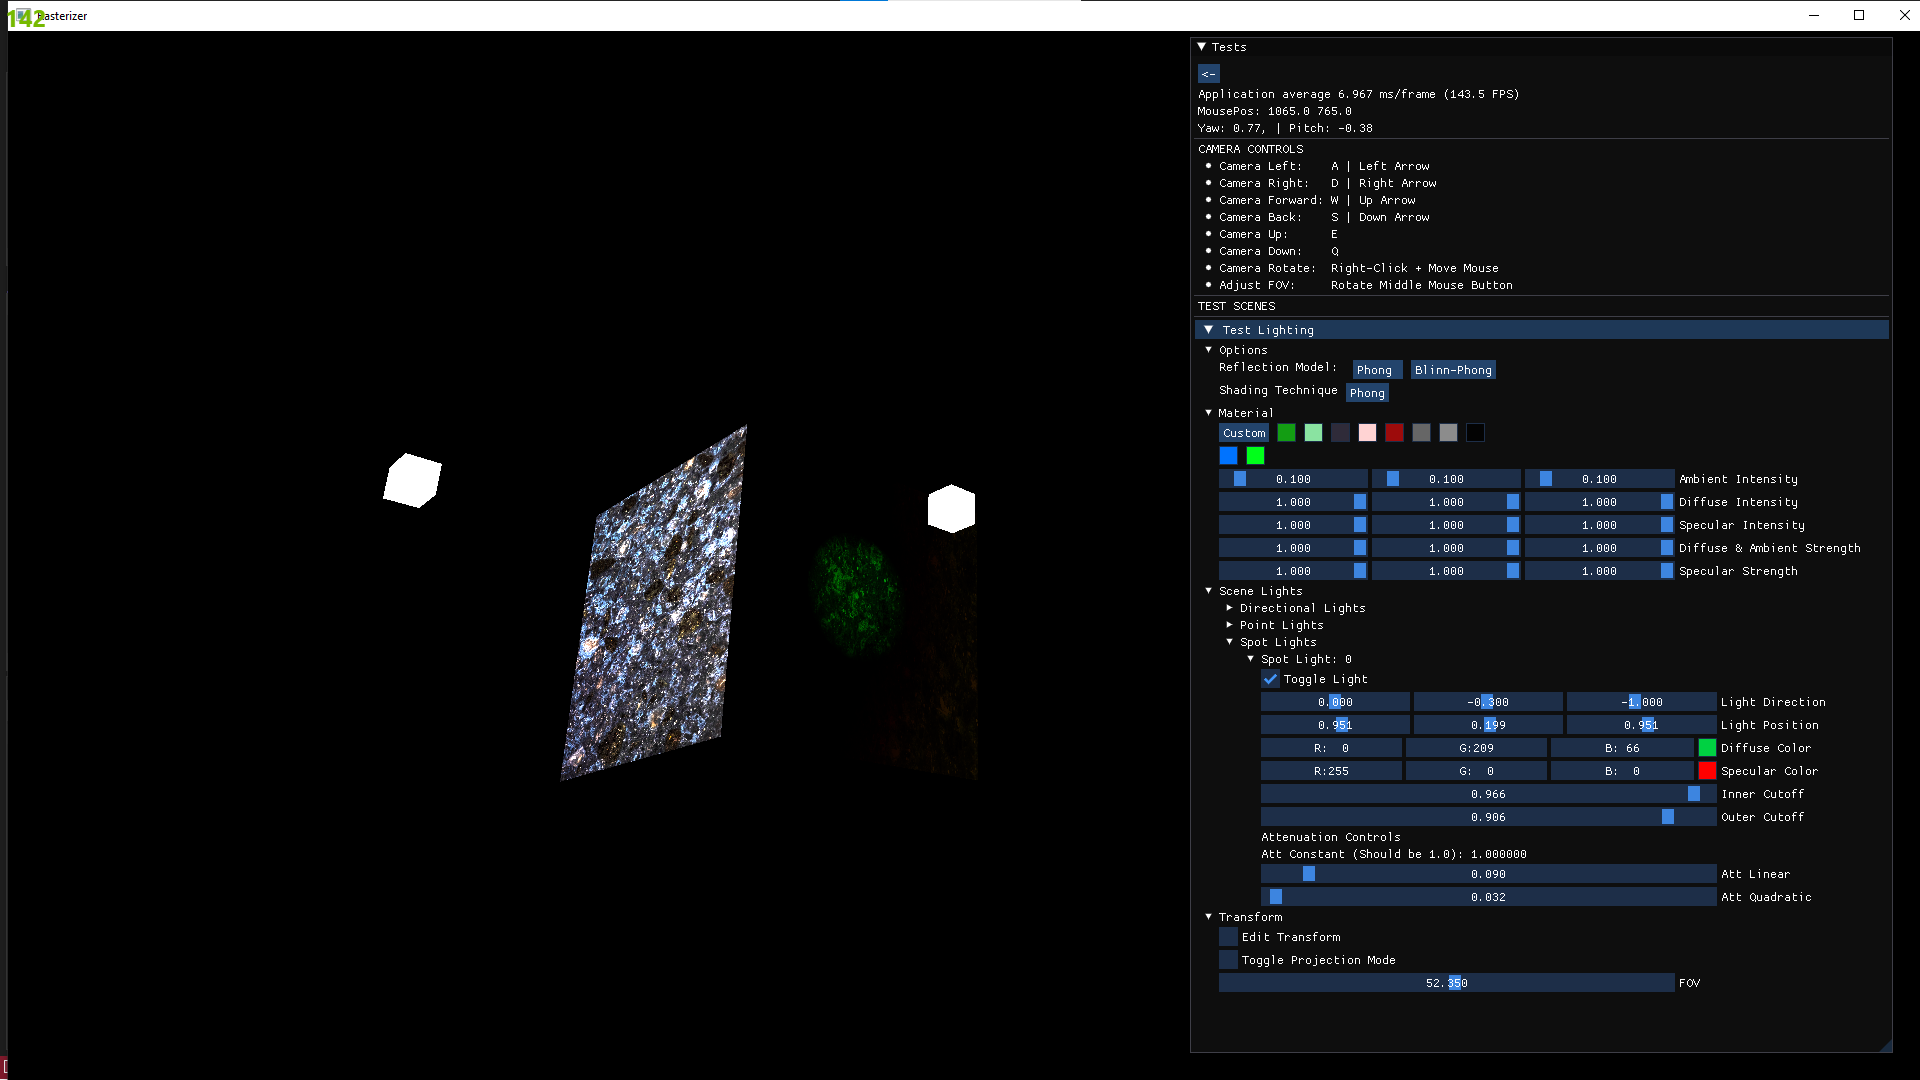 142
Rasterizer
Tests
<-
Application average 6.967 ms/frame (143.5 FPS)
MousePos: 1065.0 765.0
Yaw: 0.77, | Pitch: -0.38
CAMERA CONTROLS
Camera Left: A | Left Arrow
Camera Right: D | Right Arrow
Camera Forward: W | Up Arrow
Camera Back: S | Down Arrow
Camera Up: E
Camera Down: Q
Camera Rotate: Right-Click + Move Mouse
Adjust FOV: Rotate Middle Mouse Button
TEST SCENES
Test Lighting
Options
Reflection Model: Phong Blinn-Phong
Shading Technique Phong
Material
Custom
0.100 0.100 0.100 Ambient Intensity
1.000 1.000 1.000 Diffuse Intensity
1.000 1.000 1.000 Specular Intensity
1.000 1.000 1.000 Diffuse & Ambient Strength
1.000 1.000 1.000 Specular Strength
Scene Lights
Directional Lights
Point Lights
Spot Lights
Spot Light: 0
Toggle Light
0.000 -0.300 -1.000 Light Direction
0.951 0.199 0.951 Light Position
R: 0 G:209 B: 66 Diffuse Color
R:255 G: 0 B: 0 Specular Color
0.966 Inner Cutoff
0.906 Outer Cutoff
Attenuation Controls
Att Constant (Should be 1.0): 1.000000
0.090 Att Linear
0.032 Att Quadratic
Transform
Edit Transform
Toggle Projection Mode
52.350 FOV